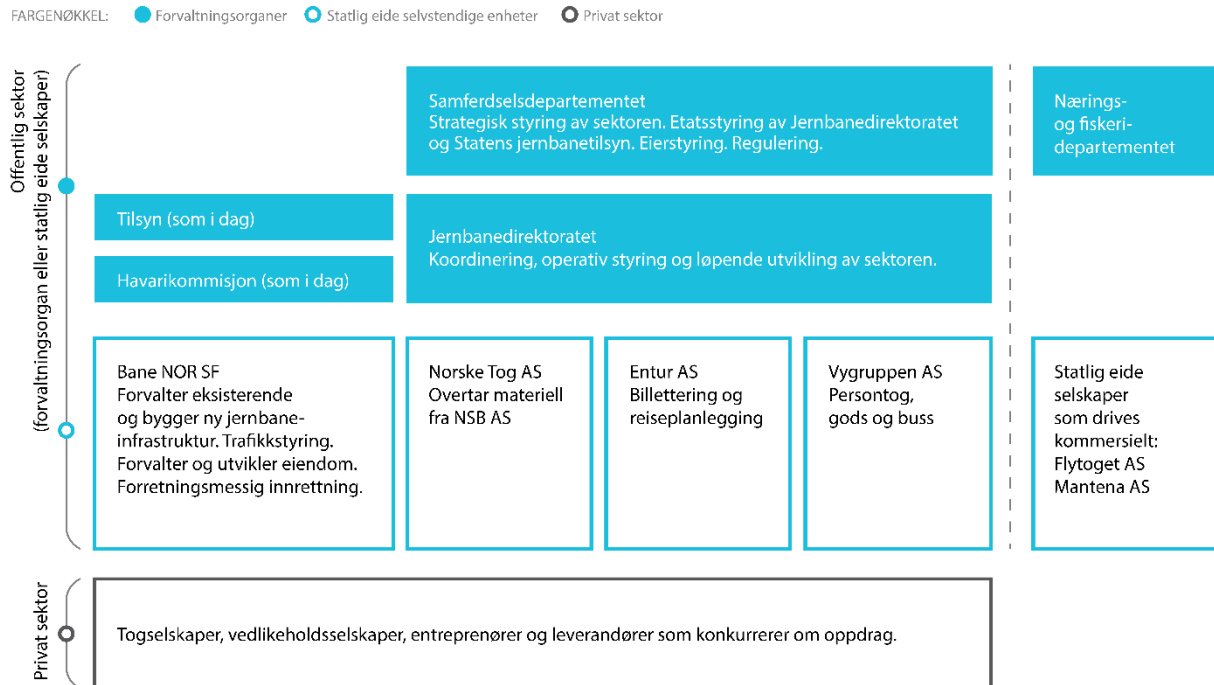 FARGENØKKEL:
Forvaltningsorganer
Statlig eide selvstendige enheter
Privat sektor
Offentlig sektor
(forvaltningsorgan eller statlig eide selskaper)
Samferdselsdepartementet
Strategisk styring av sektoren. Etatsstyring av Jernbanedirektoratet
og Statens jernbanetilsyn. Eierstyring. Regulering.
Nærings-
og fiskeri-
departementet
Tilsyn (som i dag)
Havarikommisjon (som i dag)
Jernbanedirektoratet
Koordinering, operativ styring og løpende utvikling av sektoren.
Bane NOR SF
Forvalter eksisterende
og bygger ny jernbane-
infrastruktur. Trafikkstyring.
Forvalter og utvikler eiendom.
Forretningsmessig innrettning.
Norske Tog AS
Overtar materiell
fra NSB AS
Entur AS
Billettering og
reiseplanlegging
Vygruppen AS
Persontog,
gods og buss
Statlig eide
selskaper
som drives
kommersielt:
Flytoget AS
Mantena AS
Privat sektor
Togselskaper, vedlikeholdsselskaper, entreprenører og leverandører som konkurrerer om oppdrag.